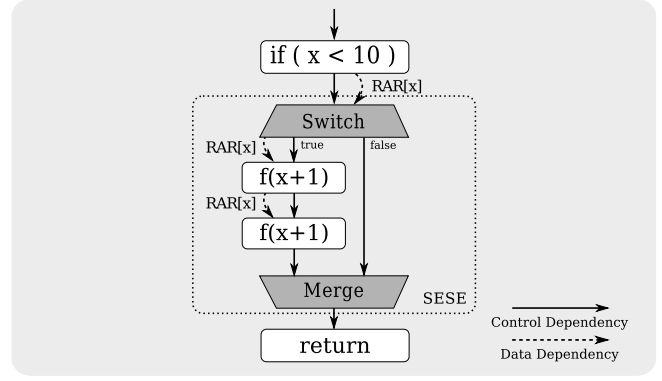 if ( x < 10 )
RAR[x]
Switch
RAR[x]
true
false
f(x+1)
RAR[x]
f(x+1)
Merge
SESE
return
Control Dependency
Data Dependency